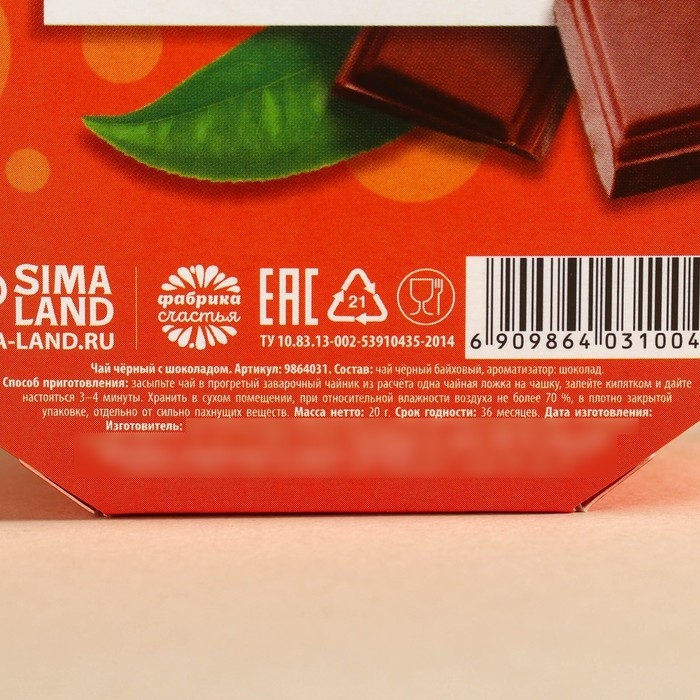 SIMA
LAND
A-LAND.RU
фабрика
счастья
EAC
21
ТУ 10.83.13-002-53910435-2014
6 909864 031004
Чай чёрный с шоколадом. Артикул: 9864031. Состав: чай чёрный байховый, ароматизатор: шоколад.
Способ приготовления: засыпьте чай в прогретый заварочный чайник из расчёта одна чайная ложка на чашку, залейте кипятком и дайте
настояться 3–4 минуты. Хранить в сухом помещении, при относительной влажности воздуха не более 70 %, в плотно закрытой
упаковке, отдельно от сильно пахнущих веществ. Масса нетто: 20 г. Срок годности: 36 месяцев. Дата изготовления:
Изготовитель: